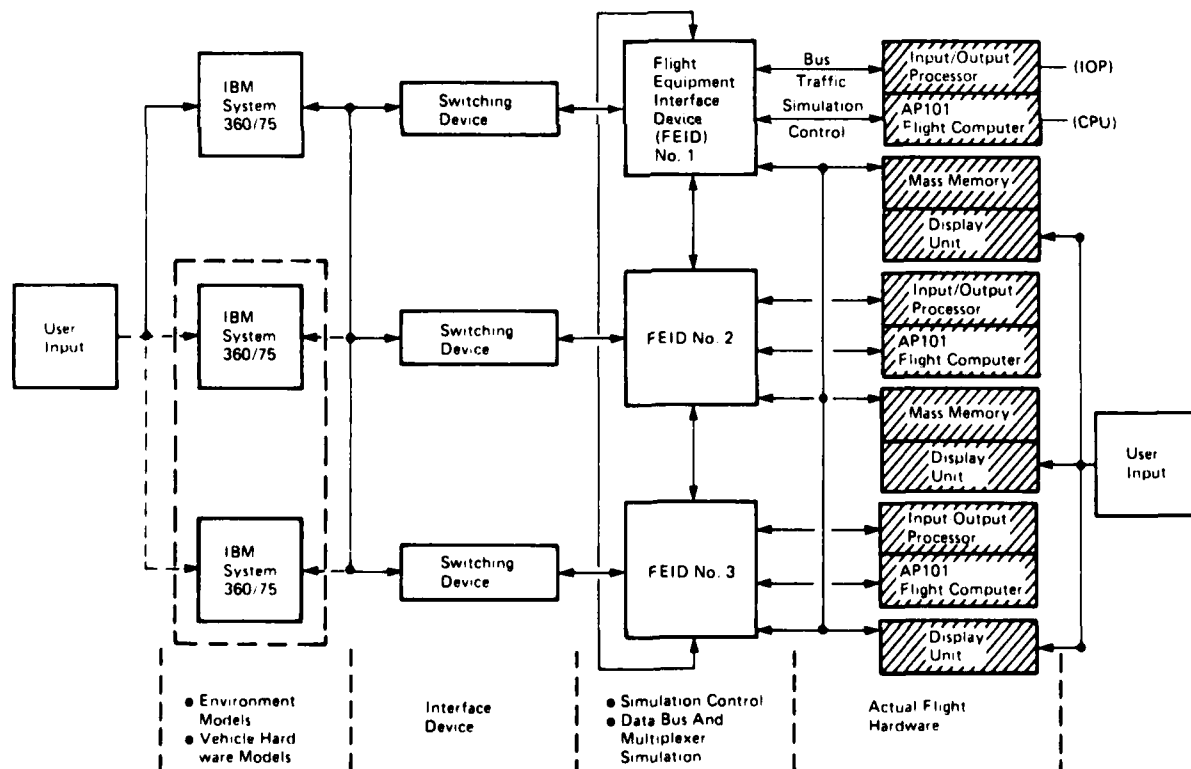 IBM
System
360/75
Switching
Device
Flight
Equipment
Interface
Device
(FEID)
No. 1
Bus
Traffic
Simulation
Control
Input/Output
Processor
(IOP)
AP101
Flight Computer
(CPU)
Mass Memory
Display
Unit
User
Input
IBM
System
360/75
Switching
Device
FEID No. 2
Input/Output
Processor
AP101
Flight Computer
Mass Memory
Display
Unit
User
Input
IBM
System
360/75
Switching
Device
FEID No. 3
Input Output
Processor
AP101
Flight Computer
Display
Unit
● Environment
Models
● Vehicle Hard
ware Models
Interface
Device
● Simulation Control
● Data Bus And
Multiplexer
Simulation
Actual Flight
Hardware